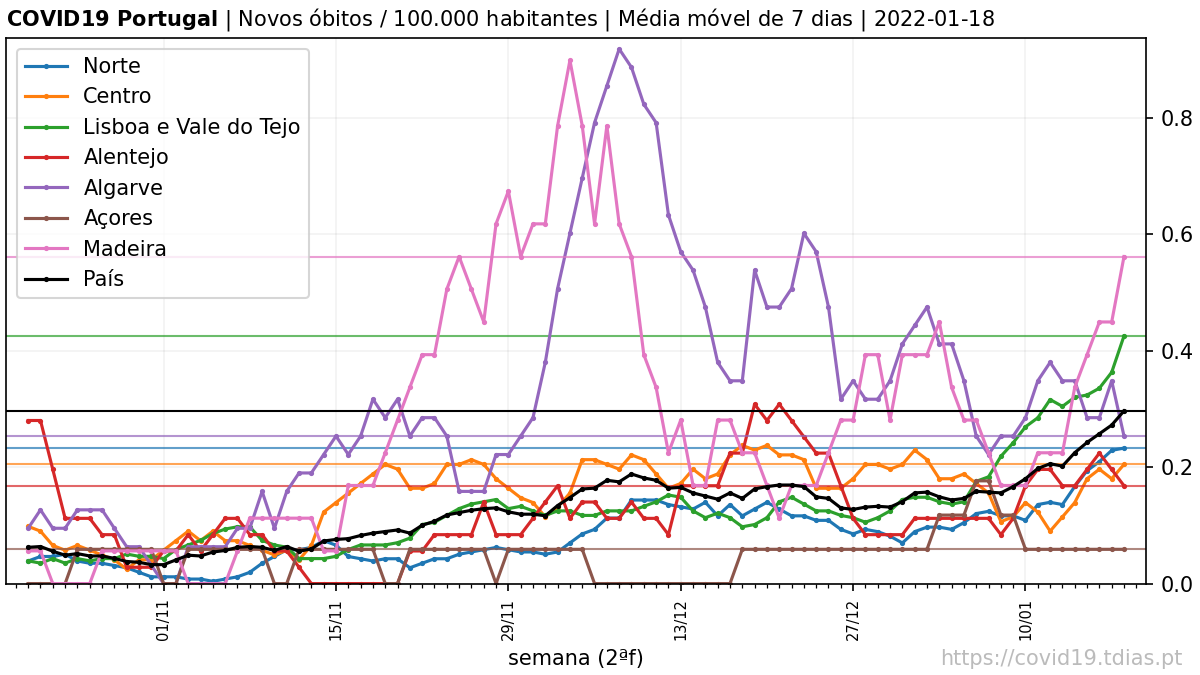 COVID19 Portugal | Novos óbitos / 100.000 habitantes | Média móvel de 7 dias | 2022-01-18
Norte
Centro
Lisboa e Vale do Tejo
Alentejo
Algarve
Açores
Madeira
País
0.8
0.6
0.4
0.2
0.0
01/11
15/11
29/11
13/12
27/12
10/01
semana (2ªf)
https://covid19.tdias.pt